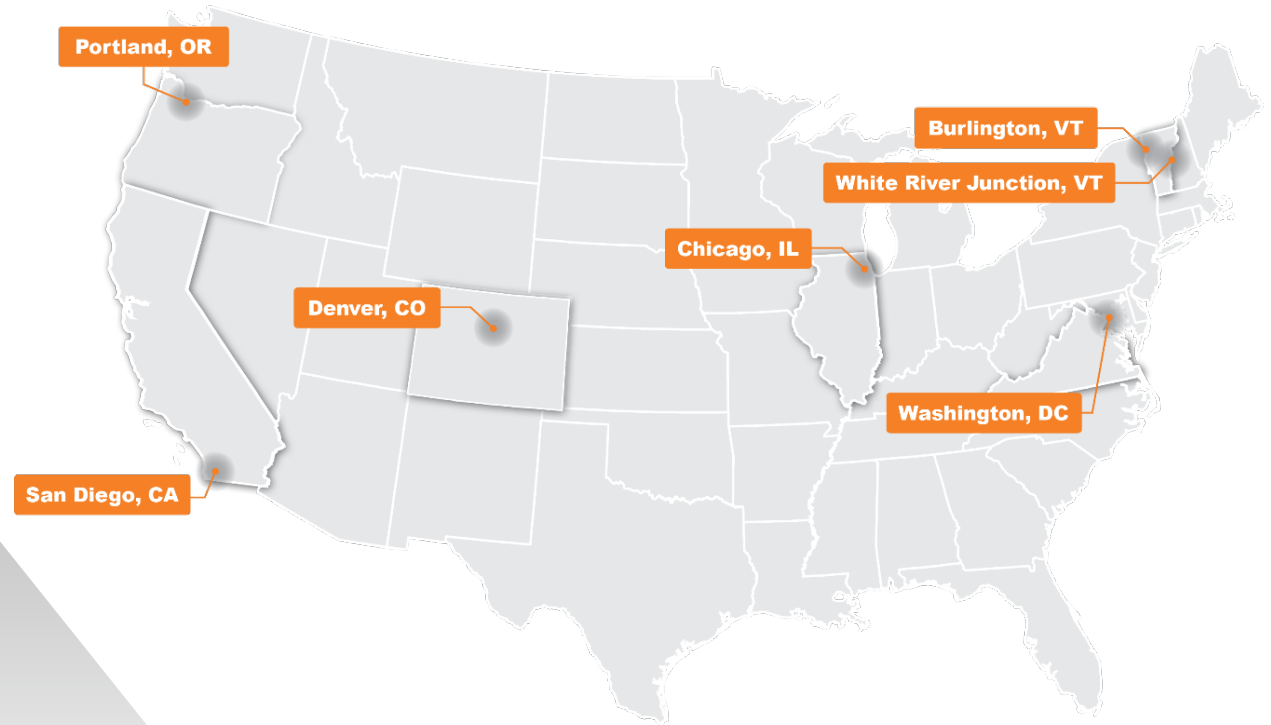 Portland, OR
Burlington, VT
White River Junction, VT
Chicago, IL
Denver, CO
Washington, DC
San Diego, CA